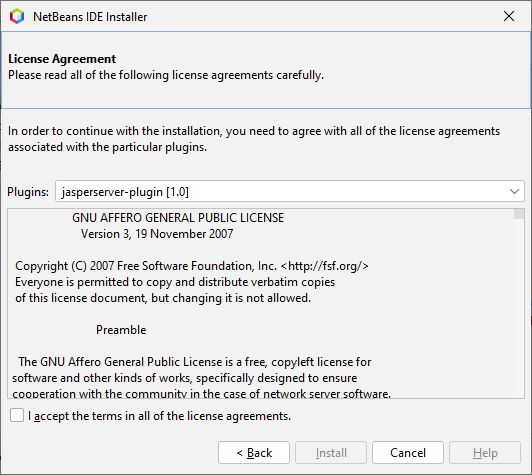 NetBeans IDE Installer
License Agreement
Please read all of the following license agreements carefully.
In order to continue with the installation, you need to agree with all of the license agreements
associated with the particular plugins.
Plugins: jasperserver-plugin [1.0]
GNU AFFERO GENERAL PUBLIC LICENSE
Version 3, 19 November 2007
Copyright (C) 2007 Free Software Foundation, Inc. <http://fsf.org/>
Everyone is permitted to copy and distribute verbatim copies
of this license document, but changing it is not allowed.
Preamble
The GNU Affero General Public License is a free, copyleft license for
software and other kinds of works, specifically designed to ensure
cooperation with the community in the case of network server software.
I accept the terms in all of the license agreements.
< Back Install Cancel Help